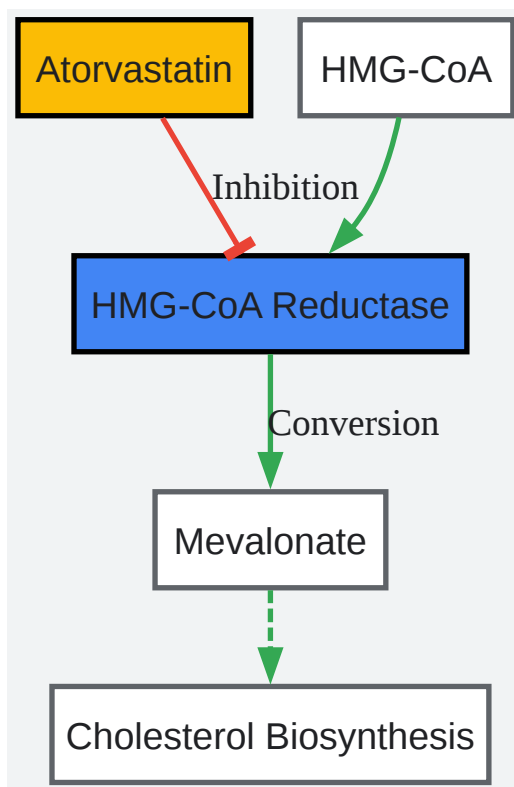 Atorvastatin
HMG-CoA
Inhibition
HMG-CoA Reductase
Conversion
Mevalonate
Cholesterol Biosynthesis